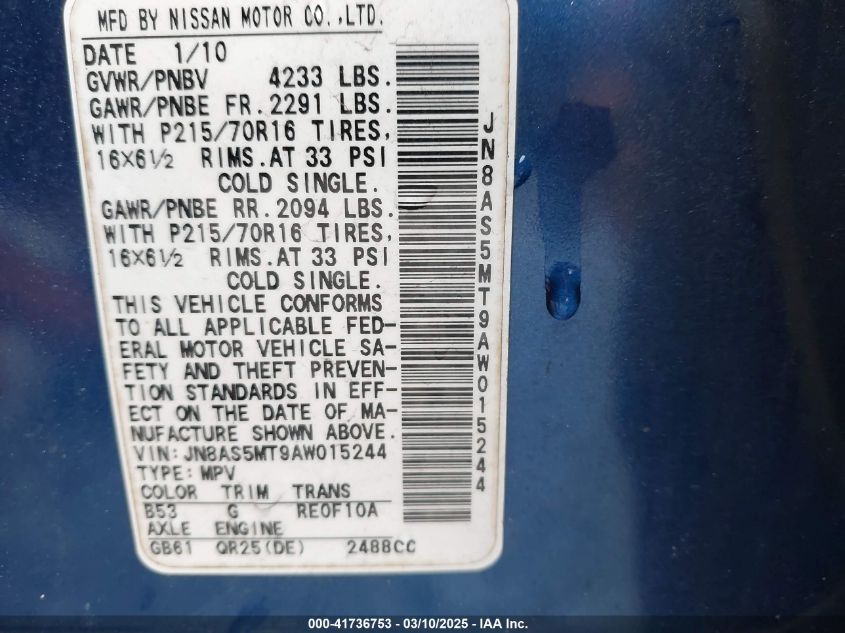 MFD BY NISSAN MOTOR CO.,LTD.
DATE 1/10
GVWR/PNBV 4233 LBS.
GAWR/PNBE FR.2291 LBS.
WITH P215/70R16 TIRES,
16×6½ RIMS.AT 33 PSI
COLD SINGLE.
GAWR/PNBE RR.2094 LBS.
WITH P215/70R16 TIRES,
16×6½ RIMS.AT 33 PSI
COLD SINGLE.
THIS VEHICLE CONFORMS
TO ALL APPLICABLE FED-
ERAL MOTOR VEHICLE SA-
FETY AND THEFT PREVEN-
TION STANDARDS IN EFF-
ECT ON THE DATE OF MA-
NUFACTURE SHOWN ABOVE.
VIN:JN8AS5MT9AW015244
TYPE:MPV
COLOR TRIM TRANS
B53 G RE0F10A
AXLE ENGINE
GB61 QR25(DE) 2488CC
JN8AS5MT9AW015244
000-41736753 — 03/10/2025 — IAA Inc.